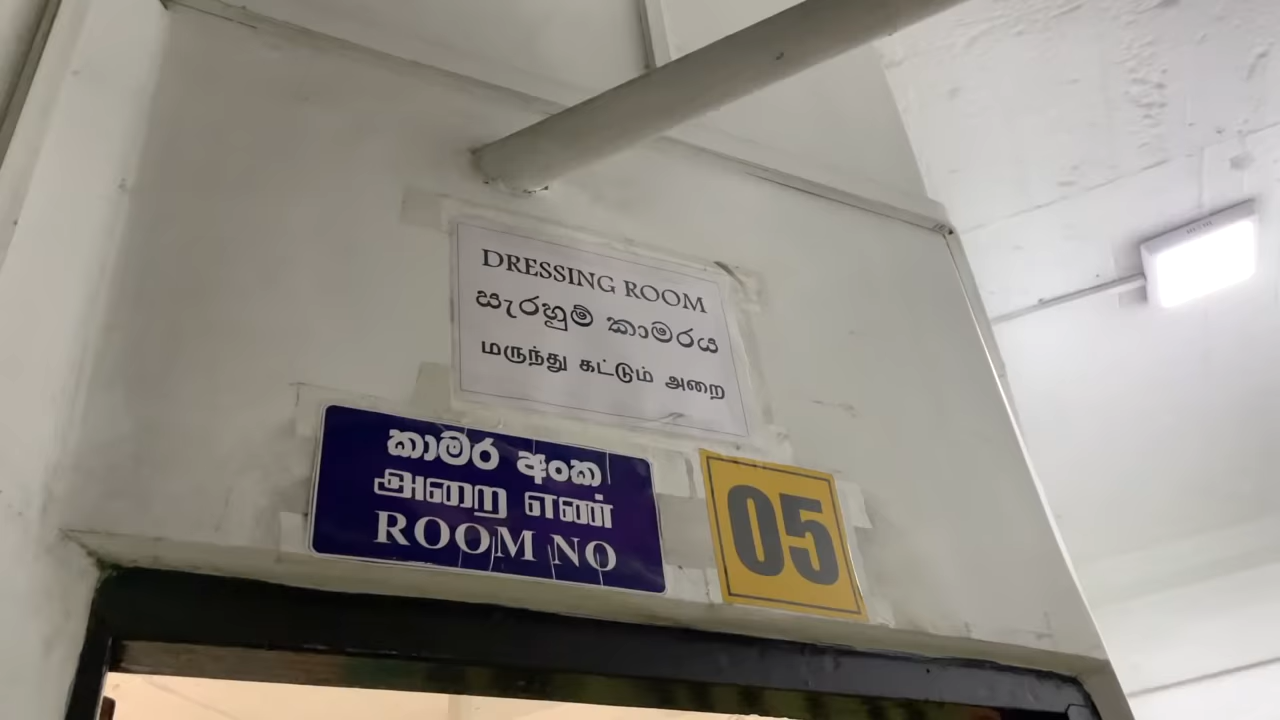 DRESSING ROOM
සැරහුම් කාමරය
மருந்து கட்டும் அறை
කාමර අංක
அறை எண்
ROOM NO
05